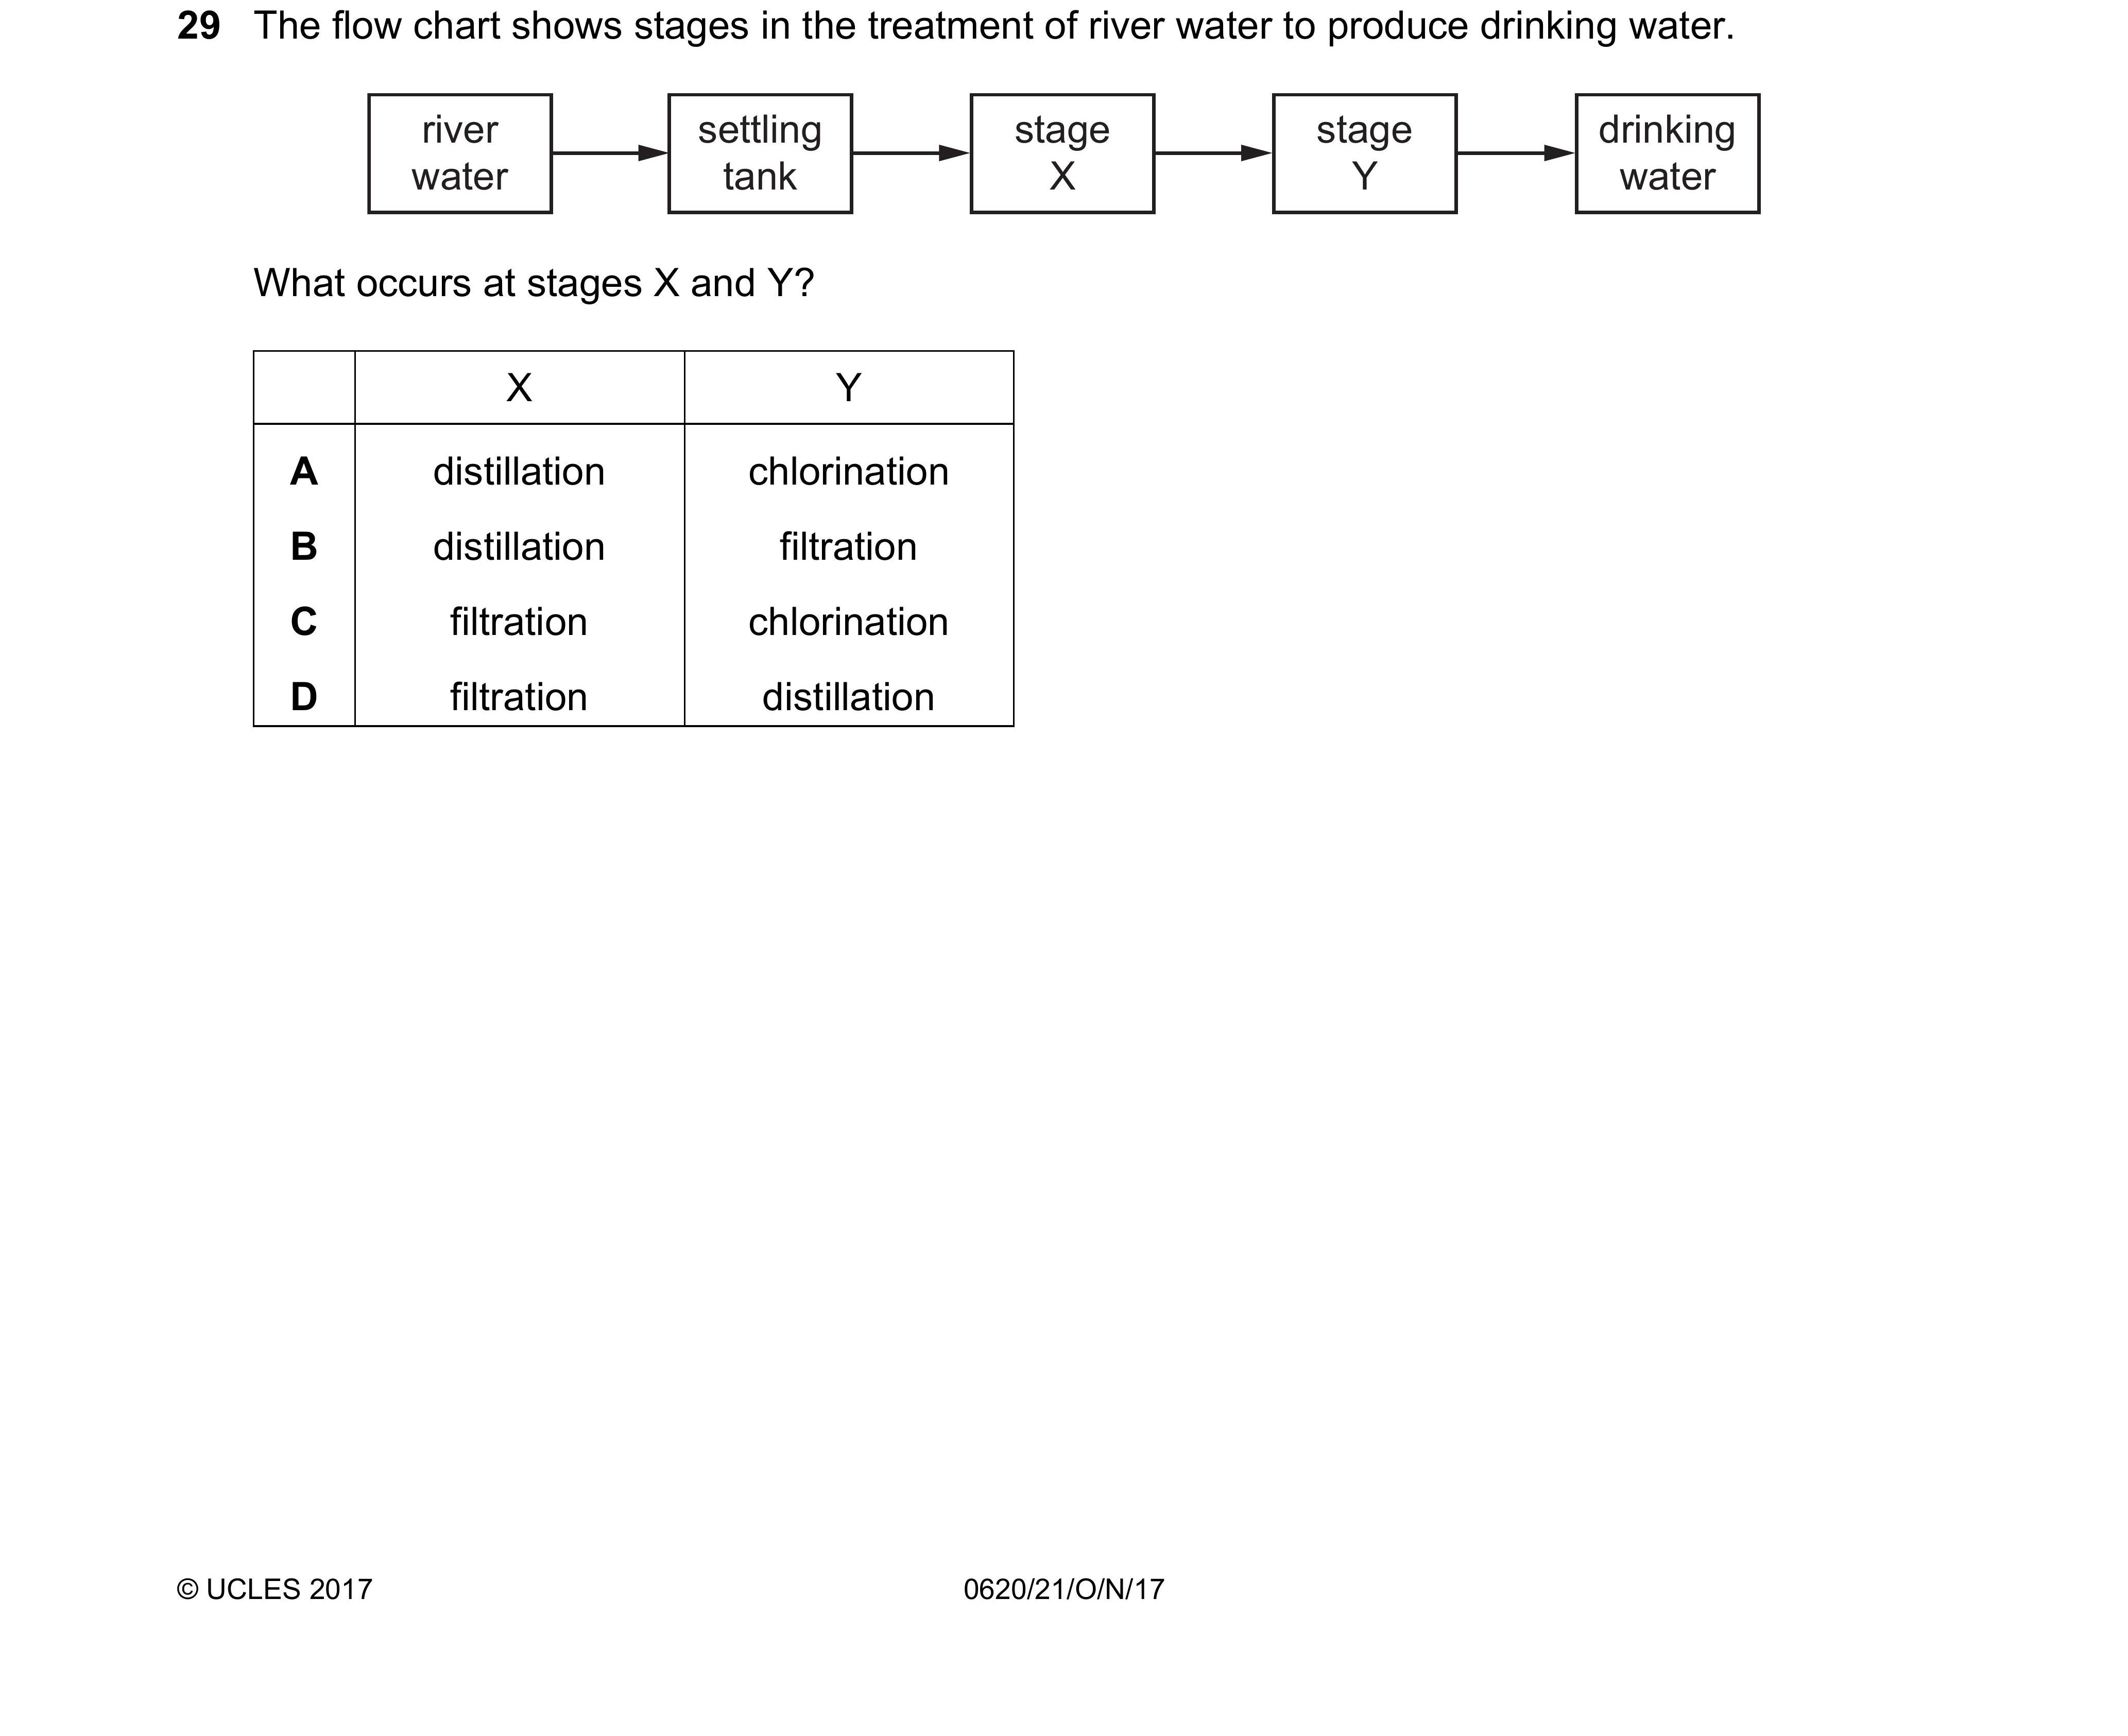 29 The flow chart shows stages in the treatment of river water to produce drinking water.
river water
settling tank
stage X
stage Y
drinking water
What occurs at stages X and Y?
X Y
A distillation chlorination
B distillation filtration
C filtration chlorination
D filtration distillation
© UCLES 2017 0620/21/O/N/17